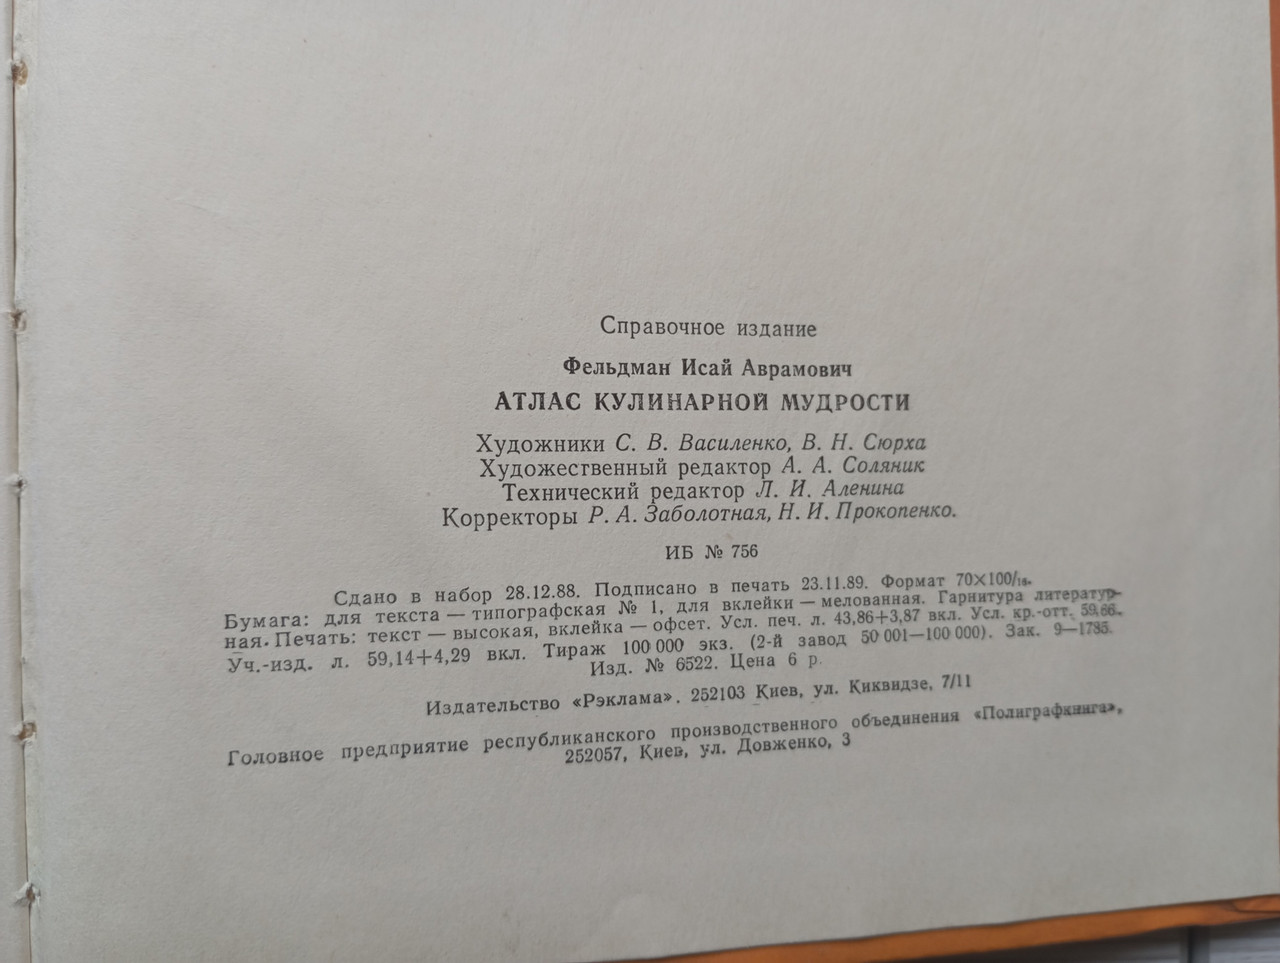 Справочное издание
Фельдман Исай Аврамович
АТЛАС КУЛИНАРНОЙ МУДРОСТИ
Художники С. В. Василенко, В. Н. Сюрха
Художественный редактор А. А. Соляник
Технический редактор Л. И. Аленина
Корректоры Р. А. Заболотная, Н. И. Прокопенко.
ИБ № 756
Сдано в набор 28.12.88. Подписано в печать 23.11.89. Формат 70×100/16.
Бумага: для текста — типографская № 1, для вклейки — мелованная. Гарнитура литератур-
ная. Печать: текст — высокая, вклейка — офсет. Усл. печ. л. 43,86+3,87 вкл. Усл. кр.-отт. 59,66.
Уч.-изд. л. 59,14+4,29 вкл. Тираж 100 000 экз. (2-й завод 50 001—100 000). Зак. 9—1785.
Изд. № 6522. Цена 6 р.
Издательство «Рэклама». 252103 Киев, ул. Киквидзе, 7/11
Головное предприятие республиканского производственного объединения «Полиграфкнига»,
252057, Киев, ул. Довженко, 3